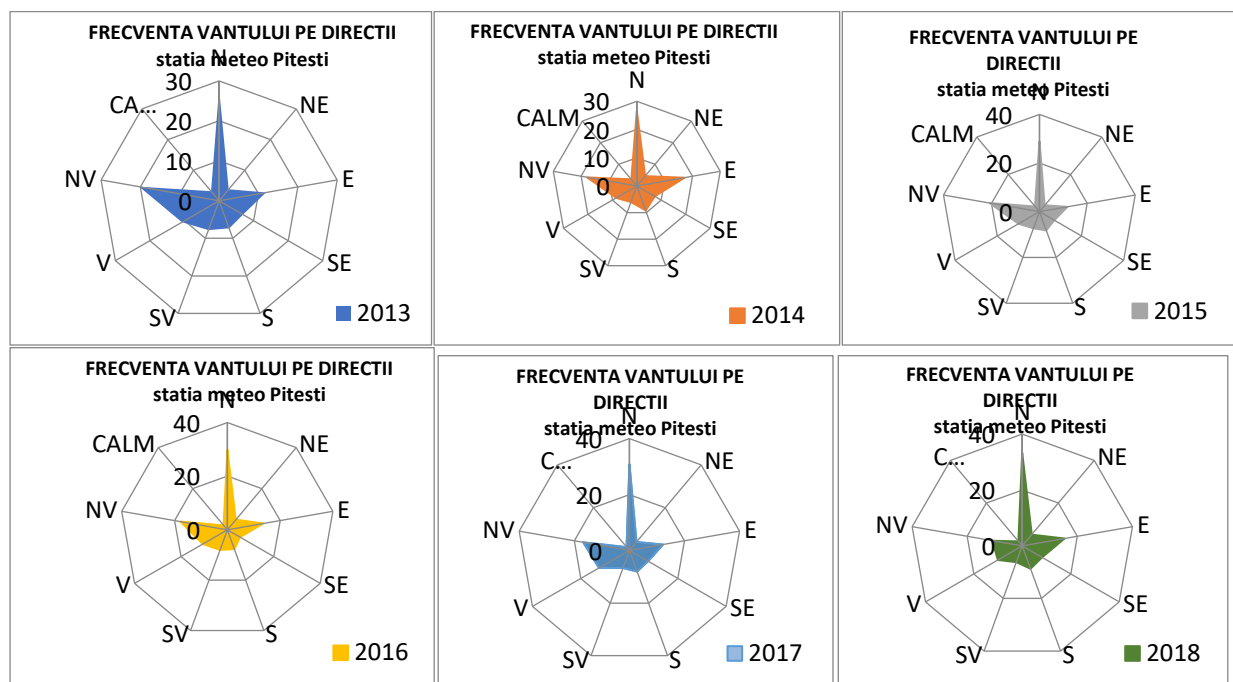 FRECVENTA VANTULUI PE DIRECTII
statia meteo Pitesti
N
NE
E
SE
S
SV
V
NV
CA...
30
20
10
0
2013
FRECVENTA VANTULUI PE DIRECTII
statia meteo Pitesti
N
NE
E
SE
S
SV
V
NV
CALM
30
20
10
0
2014
FRECVENTA VANTULUI PE
DIRECTII
statia meteo Pitesti
N
NE
E
SE
S
SV
V
NV
CALM
40
20
0
2015
FRECVENTA VANTULUI PE DIRECTII
statia meteo Pitesti
N
NE
E
SE
S
SV
V
NV
CALM
40
20
0
2016
FRECVENTA VANTULUI PE
DIRECTII
statia meteo Pitesti
N
NE
E
SE
S
SV
V
NV
C...
40
20
0
2017
FRECVENTA VANTULUI PE
DIRECTII
statia meteo Pitesti
N
NE
E
SE
S
SV
V
NV
C...
40
20
0
2018